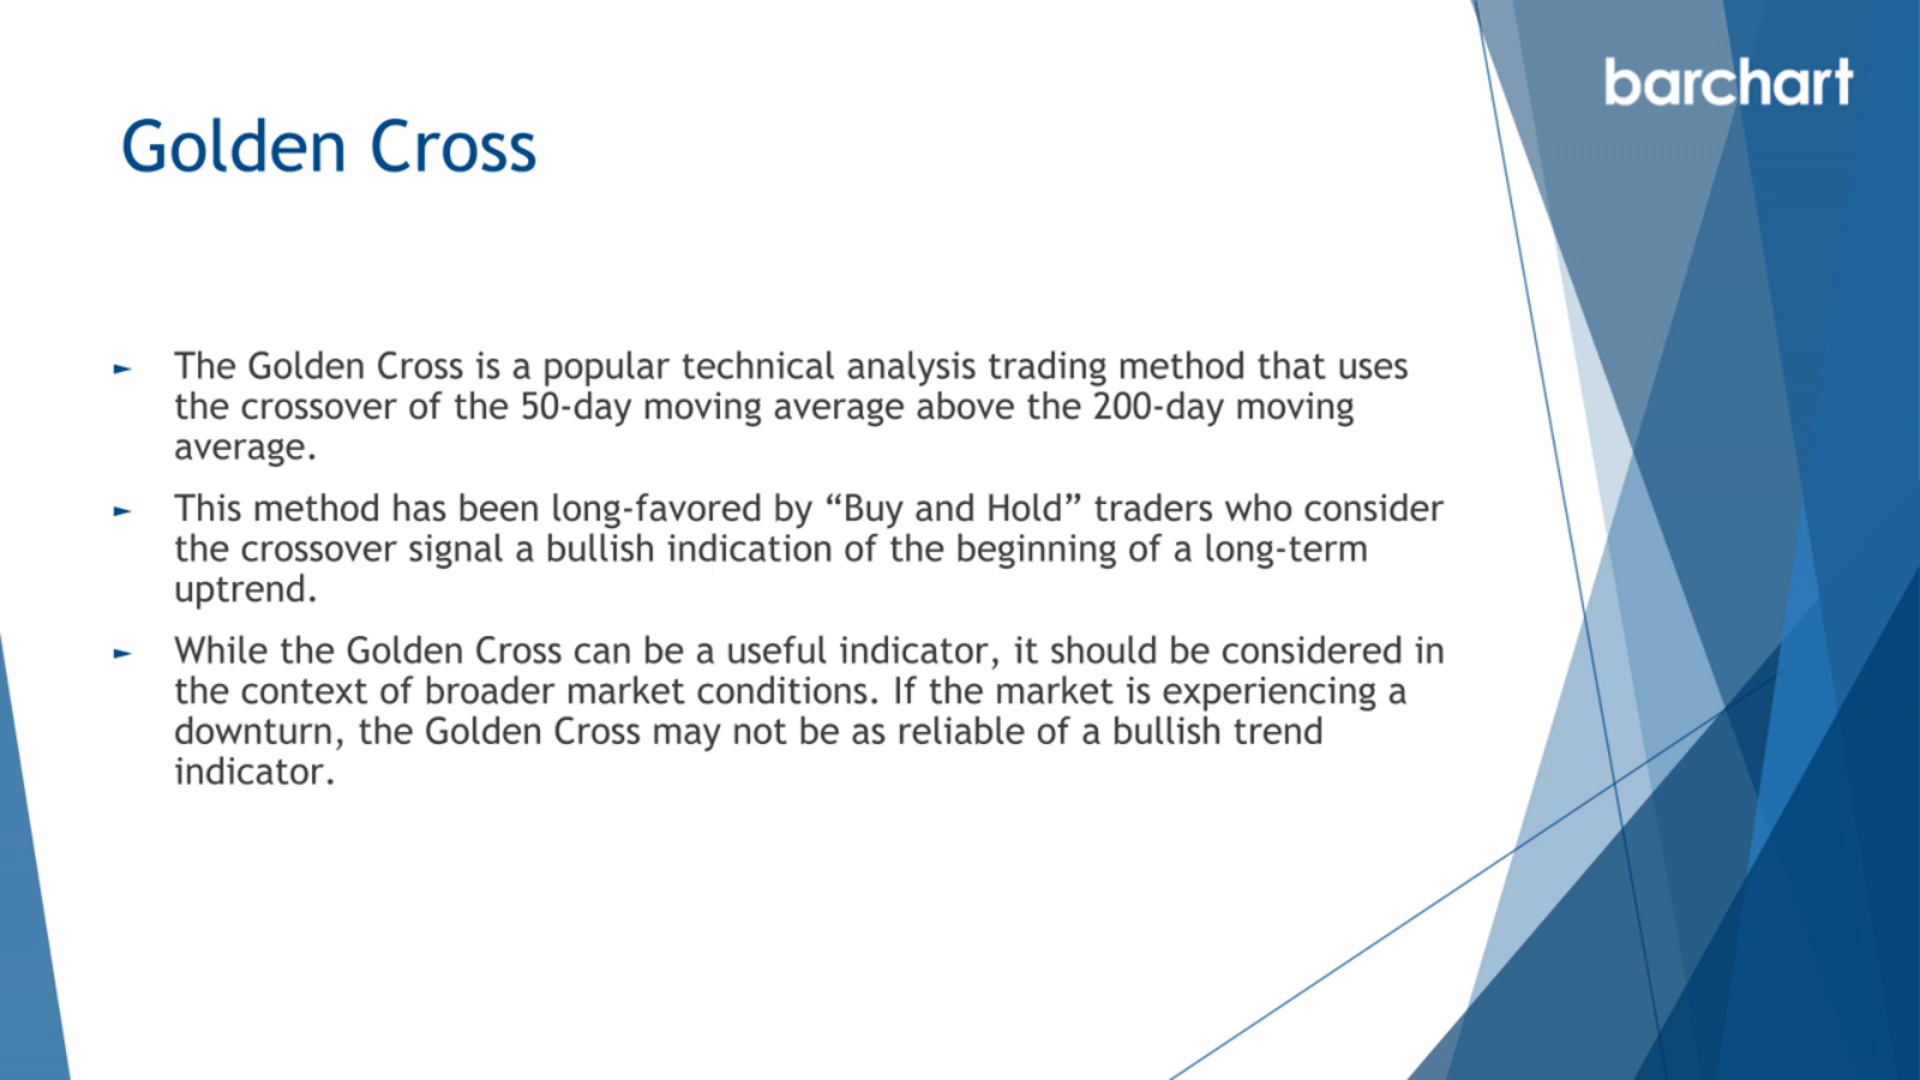 barchart
Golden Cross
► The Golden Cross is a popular technical analysis trading method that uses
the crossover of the 50-day moving average above the 200-day moving
average.
► This method has been long-favored by “Buy and Hold” traders who consider
the crossover signal a bullish indication of the beginning of a long-term
uptrend.
► While the Golden Cross can be a useful indicator, it should be considered in
the context of broader market conditions. If the market is experiencing a
downturn, the Golden Cross may not be as reliable of a bullish trend
indicator.